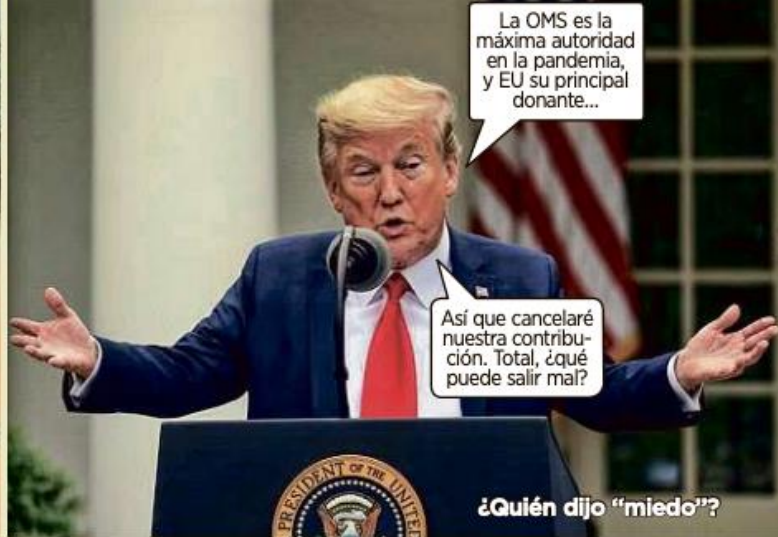 La OMS es la
máxima autoridad
en la pandemia,
y EU su principal
donante...
Así que cancelaré
nuestra contribu-
ción. Total, ¿qué
puede salir mal?
¿Quién dijo “miedo”?
PRESIDENT OF THE UNITED